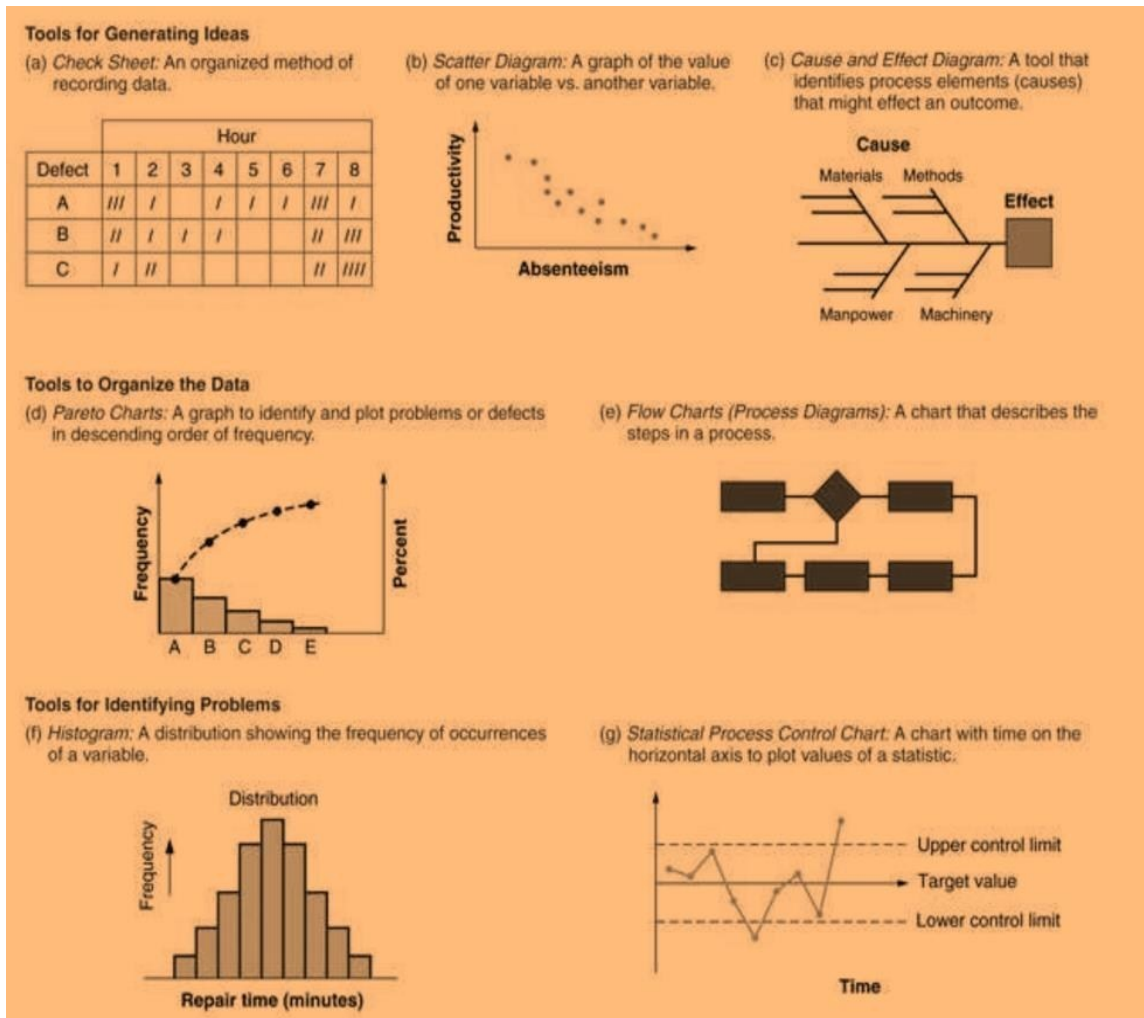 Tools for Generating Ideas
(a) Check Sheet: An organized method of
recording data.
(b) Scatter Diagram: A graph of the value
of one variable vs. another variable.
(c) Cause and Effect Diagram: A tool that
identifies process elements (causes)
that might effect an outcome.
Hour
Defect 1 2 3 4 5 6 7 8
A /// / / / / /// /
B // / / / // ///
C / // // ////
Productivity
Absenteeism
Cause
Materials Methods
Effect
Manpower Machinery
Tools to Organize the Data
(d) Pareto Charts: A graph to identify and plot problems or defects
in descending order of frequency.
(e) Flow Charts (Process Diagrams): A chart that describes the
steps in a process.
Frequency
Percent
A B C D E
Tools for Identifying Problems
(f) Histogram: A distribution showing the frequency of occurrences
of a variable.
(g) Statistical Process Control Chart: A chart with time on the
horizontal axis to plot values of a statistic.
Distribution
Frequency
Repair time (minutes)
Upper control limit
Target value
Lower control limit
Time